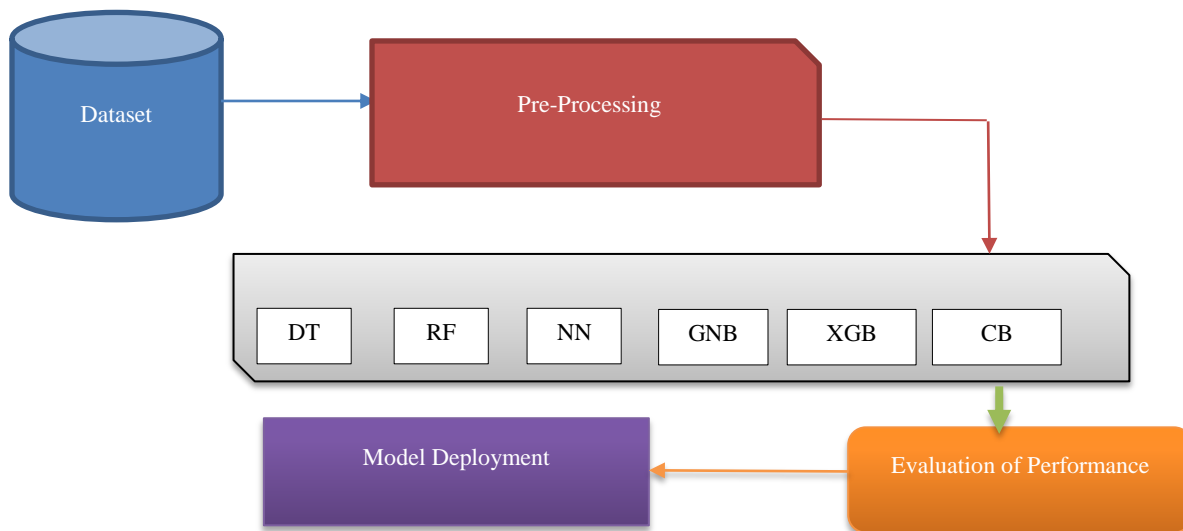 Dataset
Pre-Processing
DT
RF
NN
GNB
XGB
CB
Model Deployment
Evaluation of Performance